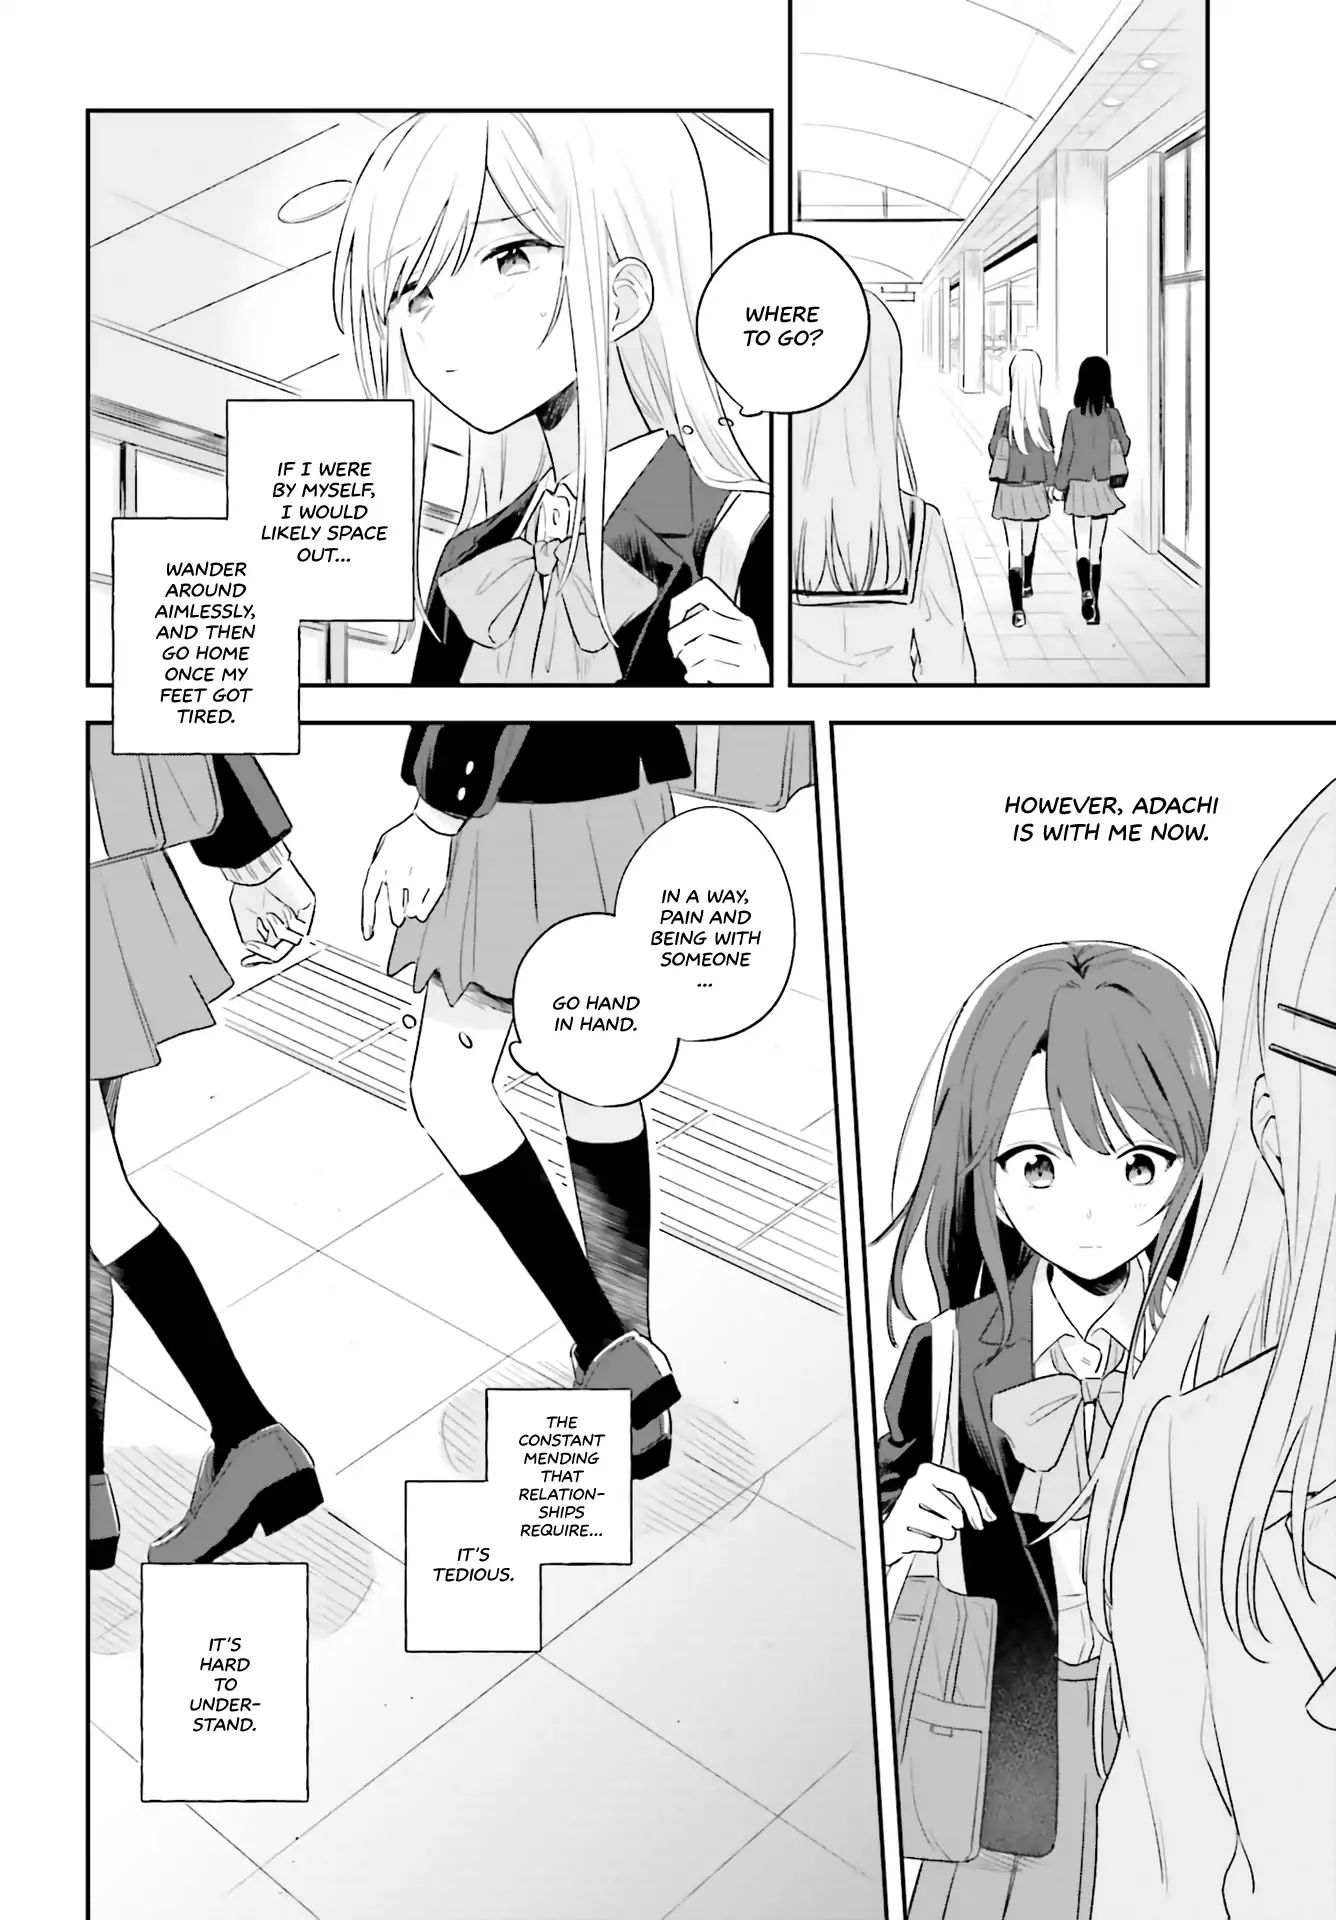 WHERE
TO GO?
IF I WERE
BY MYSELF,
I WOULD
LIKELY SPACE
OUT...
WANDER
AROUND
AIMLESSLY,
AND THEN
GO HOME
ONCE MY
FEET GOT
TIRED.
HOWEVER, ADACHI
IS WITH ME NOW.
IN A WAY,
PAIN AND
BEING WITH
SOMEONE
...
GO HAND
IN HAND.
THE
CONSTANT
MENDING
THAT
RELATION-
SHIPS
REQUIRE...
IT'S
TEDIOUS.
IT'S
HARD
TO
UNDER-
STAND.